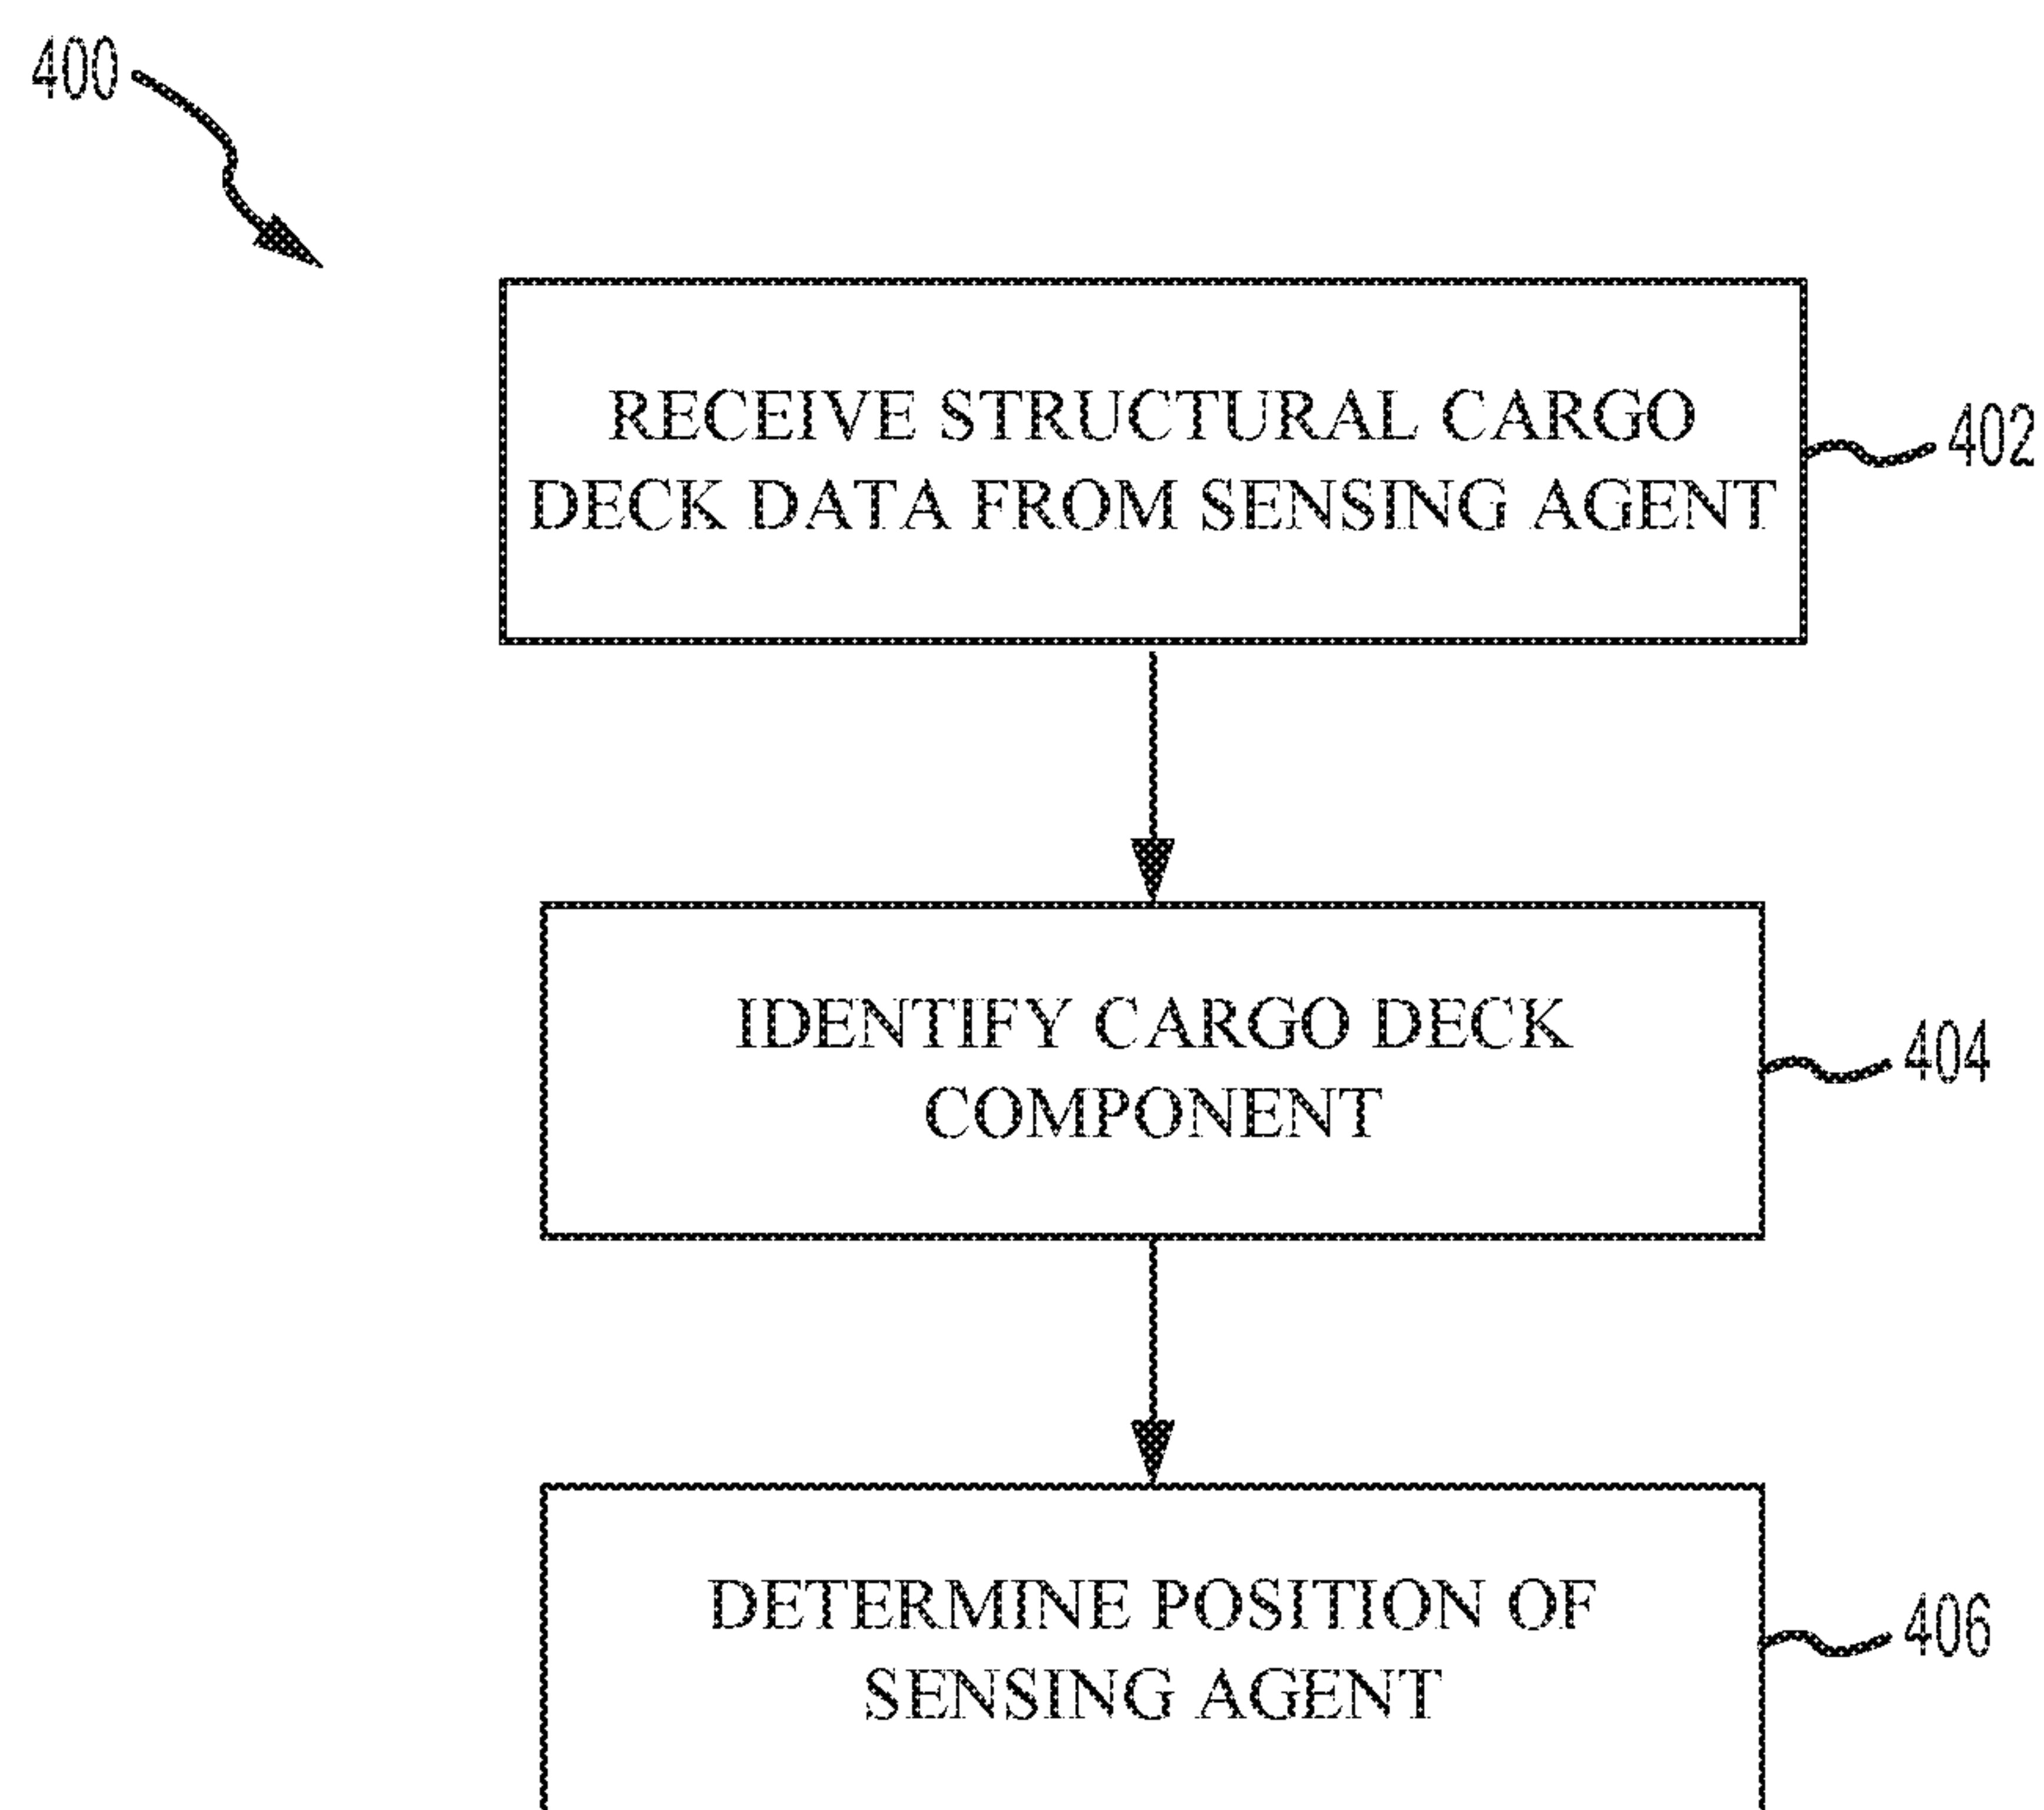 400
RECEIVE STRUCTURAL CARGO
DECK DATA FROM SENSING AGENT
402
IDENTIFY CARGO DECK
COMPONENT
404
DETERMINE POSITION OF
SENSING AGENT
406